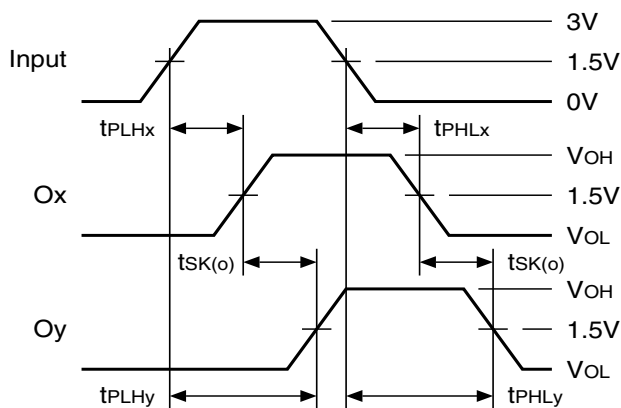 3V
Input
1.5V
0V
tPLHx
tPHLx
VOH
Ox
1.5V
VOL
tSK(o)
tSK(o)
VOH
Oy
1.5V
VOL
tPLHy
tPHLy